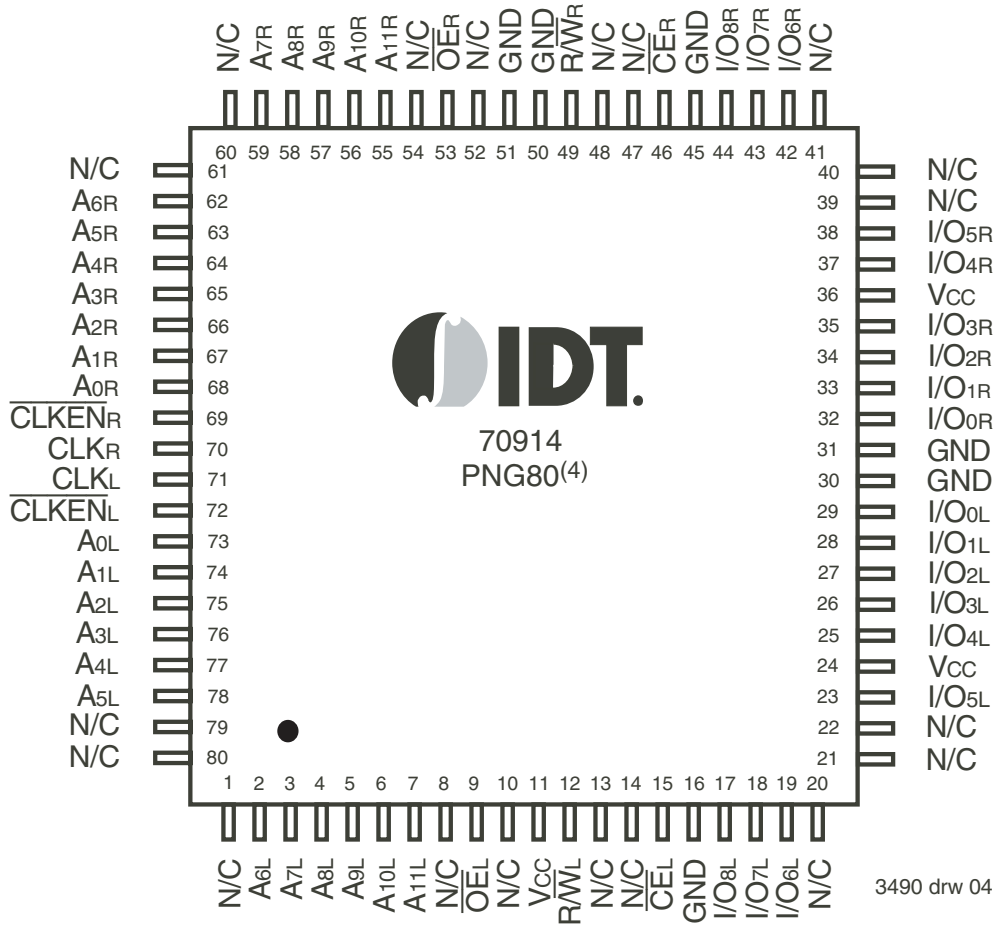 N/C A7R A8R A9R A10R A11R N/C OER N/C GND GND R/WR N/C N/C CER GND I/O8R I/O7R I/O6R N/C
60 59 58 57 56 55 54 53 52 51 50 49 48 47 46 45 44 43 42 41
N/C 61 40 N/C
A6R 62 39 N/C
A5R 63 38 I/O5R
A4R 64 37 I/O4R
A3R 65 36 VCC
A2R 66 35 I/O3R
A1R 67 34 I/O2R
A0R 68 33 I/O1R
CLKENR 69 32 I/O0R
CLKR 70 31 GND
CLKL 71 30 GND
CLKENL 72 29 I/O0L
A0L 73 28 I/O1L
A1L 74 27 I/O2L
A2L 75 26 I/O3L
A3L 76 25 I/O4L
A4L 77 24 VCC
A5L 78 23 I/O5L
N/C 79 22 N/C
N/C 80 21 N/C
IDT.
70914
PNG80(4)
1 2 3 4 5 6 7 8 9 10 11 12 13 14 15 16 17 18 19 20
N/C A6L A7L A8L A9L A10L A11L N/C OEL N/C VCC R/WL N/C N/C CEL GND I/O8L I/O7L I/O6L N/C
3490 drw 04